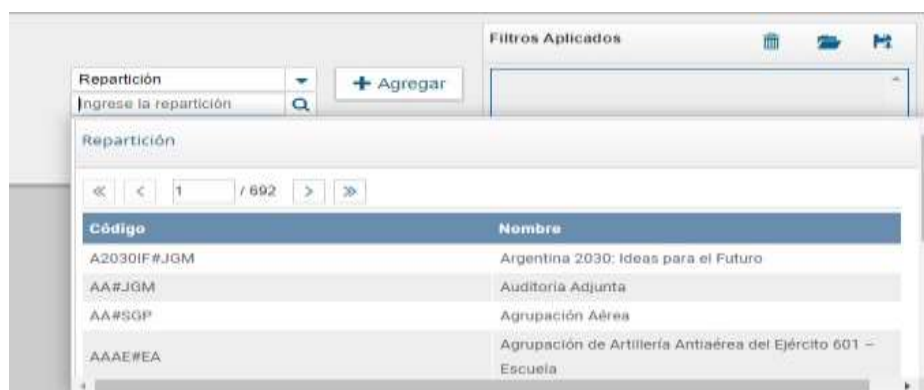 Filtros Aplicados
Repartición
+ Agregar
Ingrese la repartición
Repartición
« < 1 / 692 > »
Código Nombre
A2030IF#JGM Argentina 2030: Ideas para el Futuro
AA#JGM Auditoria Adjunta
AA#SGP Agrupación Aérea
AAAE#EA Agrupación de Artillería Antiaérea del Ejército 601 –
Escuela